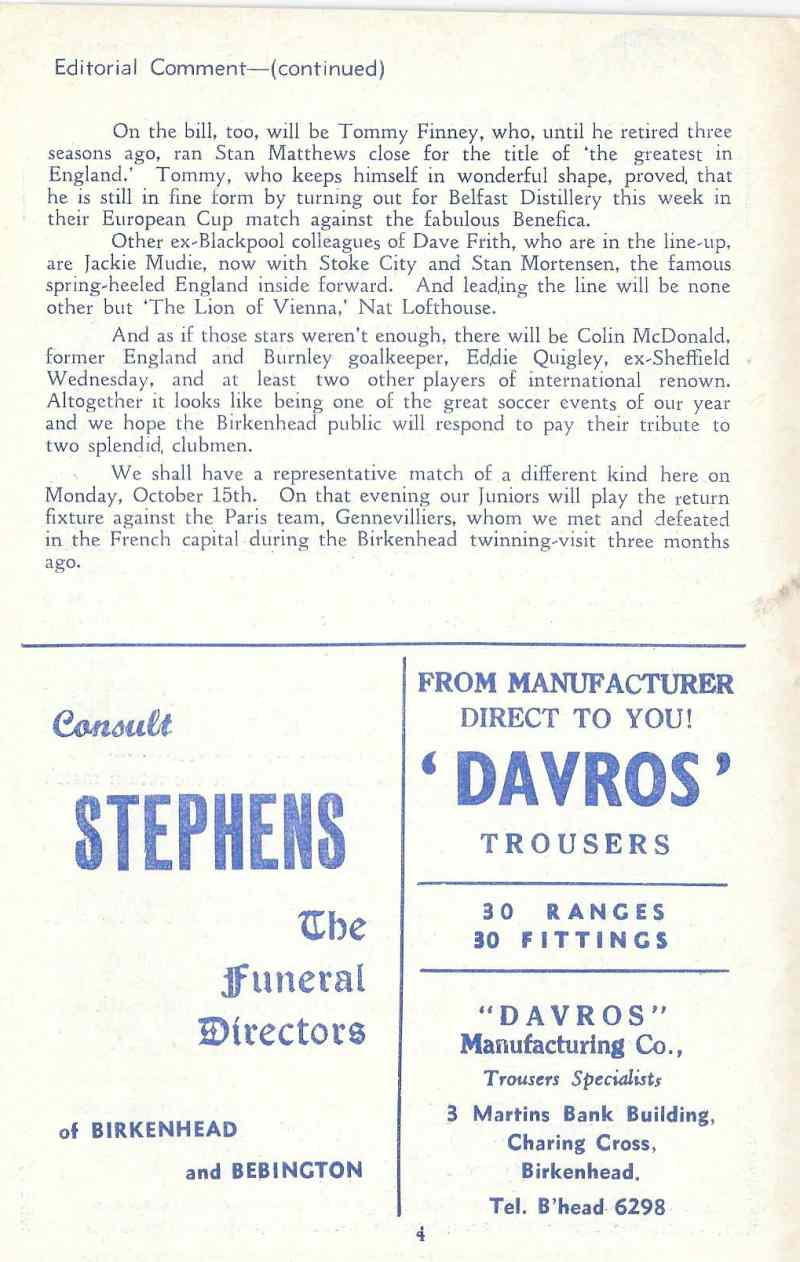 Editorial Comment—(continued)
On the bill, too, will be Tommy Finney, who, until he retired three
seasons ago, ran Stan Matthews close for the title of 'the greatest in
England.' Tommy, who keeps himself in wonderful shape, proved, that
he is still in fine form by turning out for Belfast Distillery this week in
their European Cup match against the fabulous Benefica.
Other ex-Blackpool colleagues of Dave Frith, who are in the line-up,
are Jackie Mudie, now with Stoke City and Stan Mortensen, the famous
spring-heeled England inside forward. And leading the line will be none
other but 'The Lion of Vienna,' Nat Lofthouse.
And as if those stars weren't enough, there will be Colin McDonald,
former England and Burnley goalkeeper, Eddie Quigley, ex-Sheffield
Wednesday, and at least two other players of international renown.
Altogether it looks like being one of the great soccer events of our year
and we hope the Birkenhead public will respond to pay their tribute to
two splendid, clubmen.
We shall have a representative match of a different kind here on
Monday, October 15th. On that evening our Juniors will play the return
fixture against the Paris team, Gennevilliers, whom we met and defeated
in the French capital during the Birkenhead twinning-visit three months
ago.
Consult
STEPHENS
The
Funeral
Directors
of BIRKENHEAD
and BEBINGTON
FROM MANUFACTURER
DIRECT TO YOU!
'DAVROS'
TROUSERS
30 RANGES
30 FITTINGS
"DAVROS"
Manufacturing Co.,
Trousers Specialists
3 Martins Bank Building,
Charing Cross,
Birkenhead.
Tel. B'head 6298
4